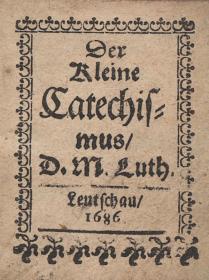 Der
Kleine
Catechis-
mus/
D. M. Luth.
Leutschau/
1686